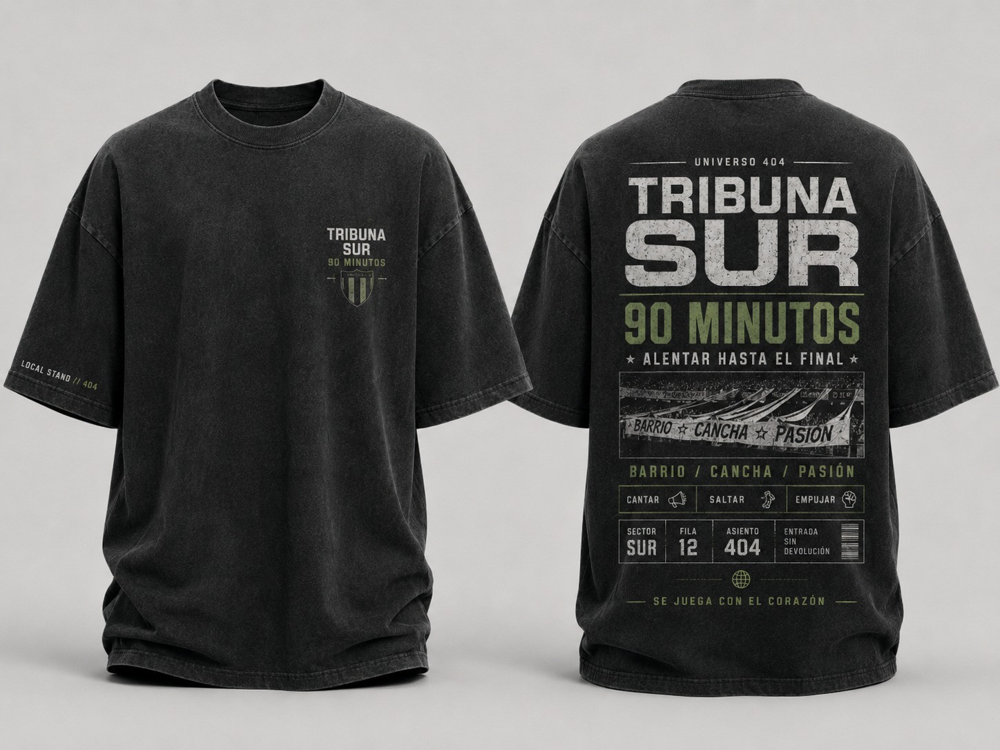 TRIBUNA
SUR
90 MINUTOS
LOCAL STAND // 404
UNIVERSO 404
TRIBUNA
SUR
90 MINUTOS
★ ALENTAR HASTA EL FINAL ★
BARRIO ☆ CANCHA ☆ PASIÓN
BARRIO / CANCHA / PASIÓN
CANTAR SALTAR EMPUJAR
SECTOR
SUR
FILA
12
ASIENTO
404
ENTRADA
SIN
DEVOLUCIÓN
SE JUEGA CON EL CORAZÓN